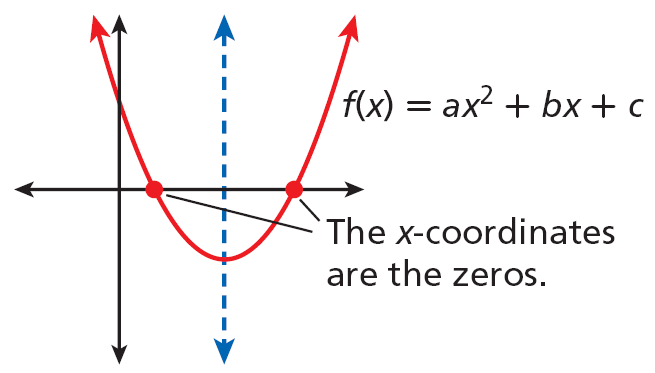 f(x) = ax² + bx + c
The x-coordinates
are the zeros.